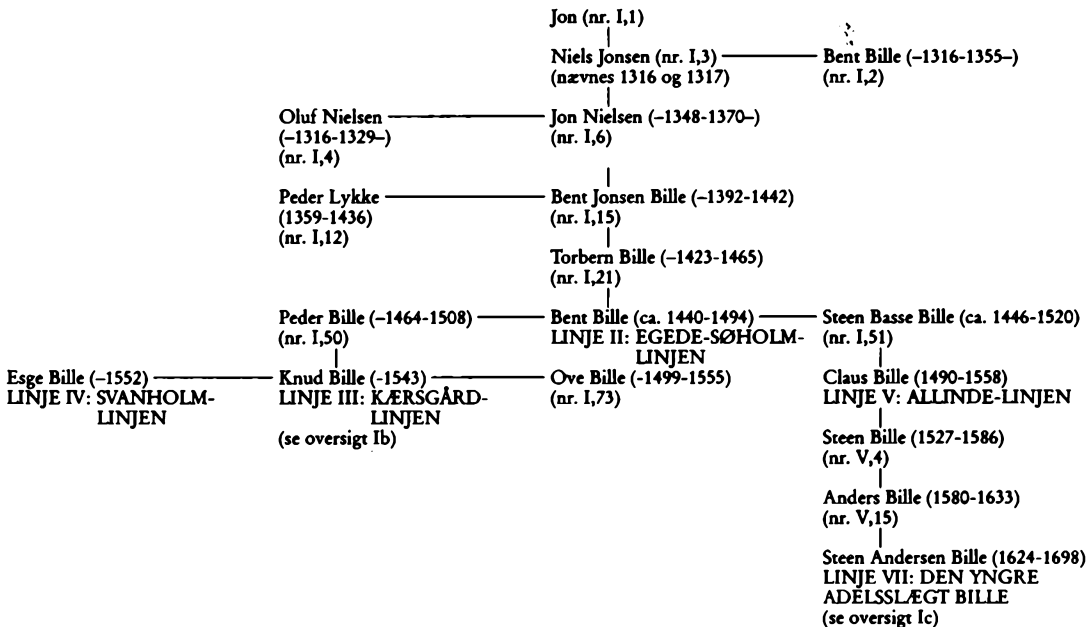 Jon (nr. I,1)
Niels Jonsen (nr. I,3)
(nævnes 1316 og 1317)
Bent Bille (–1316-1355–)
(nr. I,2)
Oluf Nielsen
(–1316-1329–)
(nr. I,4)
Jon Nielsen (–1348-1370–)
(nr. I,6)
Peder Lykke
(1359-1436)
(nr. I,12)
Bent Jonsen Bille (–1392-1442)
(nr. I,15)
Torbern Bille (–1423-1465)
(nr. I,21)
Peder Bille (–1464-1508)
(nr. I,50)
Bent Bille (ca. 1440-1494)
LINJE II: EGEDE-SØHOLM-
LINJEN
Steen Basse Bille (ca. 1446-1520)
(nr. I,51)
Esge Bille (–1552)
LINJE IV: SVANHOLM-
LINJEN
Knud Bille (-1543)
LINJE III: KÆRSGÅRD-
LINJEN
(se oversigt Ib)
Ove Bille (-1499-1555)
(nr. I,73)
Claus Bille (1490-1558)
LINJE V: ALLINDE-LINJEN
Steen Bille (1527-1586)
(nr. V,4)
Anders Bille (1580-1633)
(nr. V,15)
Steen Andersen Bille (1624-1698)
LINJE VII: DEN YNGRE
ADELSSLÆGT BILLE
(se oversigt Ic)